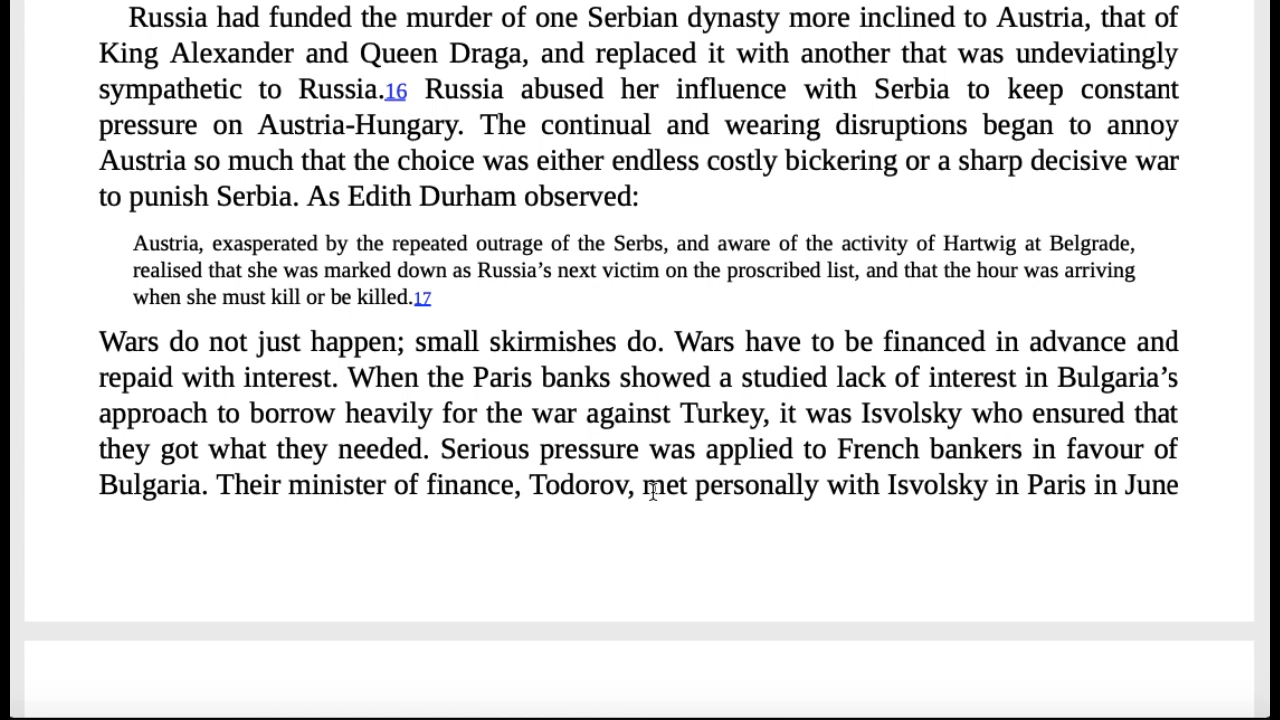 Russia had funded the murder of one Serbian dynasty more inclined to Austria, that of
King Alexander and Queen Draga, and replaced it with another that was undeviatingly
sympathetic to Russia.16 Russia abused her influence with Serbia to keep constant
pressure on Austria-Hungary. The continual and wearing disruptions began to annoy
Austria so much that the choice was either endless costly bickering or a sharp decisive war
to punish Serbia. As Edith Durham observed:
Austria, exasperated by the repeated outrage of the Serbs, and aware of the activity of Hartwig at Belgrade,
realised that she was marked down as Russia’s next victim on the proscribed list, and that the hour was arriving
when she must kill or be killed.17
Wars do not just happen; small skirmishes do. Wars have to be financed in advance and
repaid with interest. When the Paris banks showed a studied lack of interest in Bulgaria’s
approach to borrow heavily for the war against Turkey, it was Isvolsky who ensured that
they got what they needed. Serious pressure was applied to French bankers in favour of
Bulgaria. Their minister of finance, Todorov, met personally with Isvolsky in Paris in June